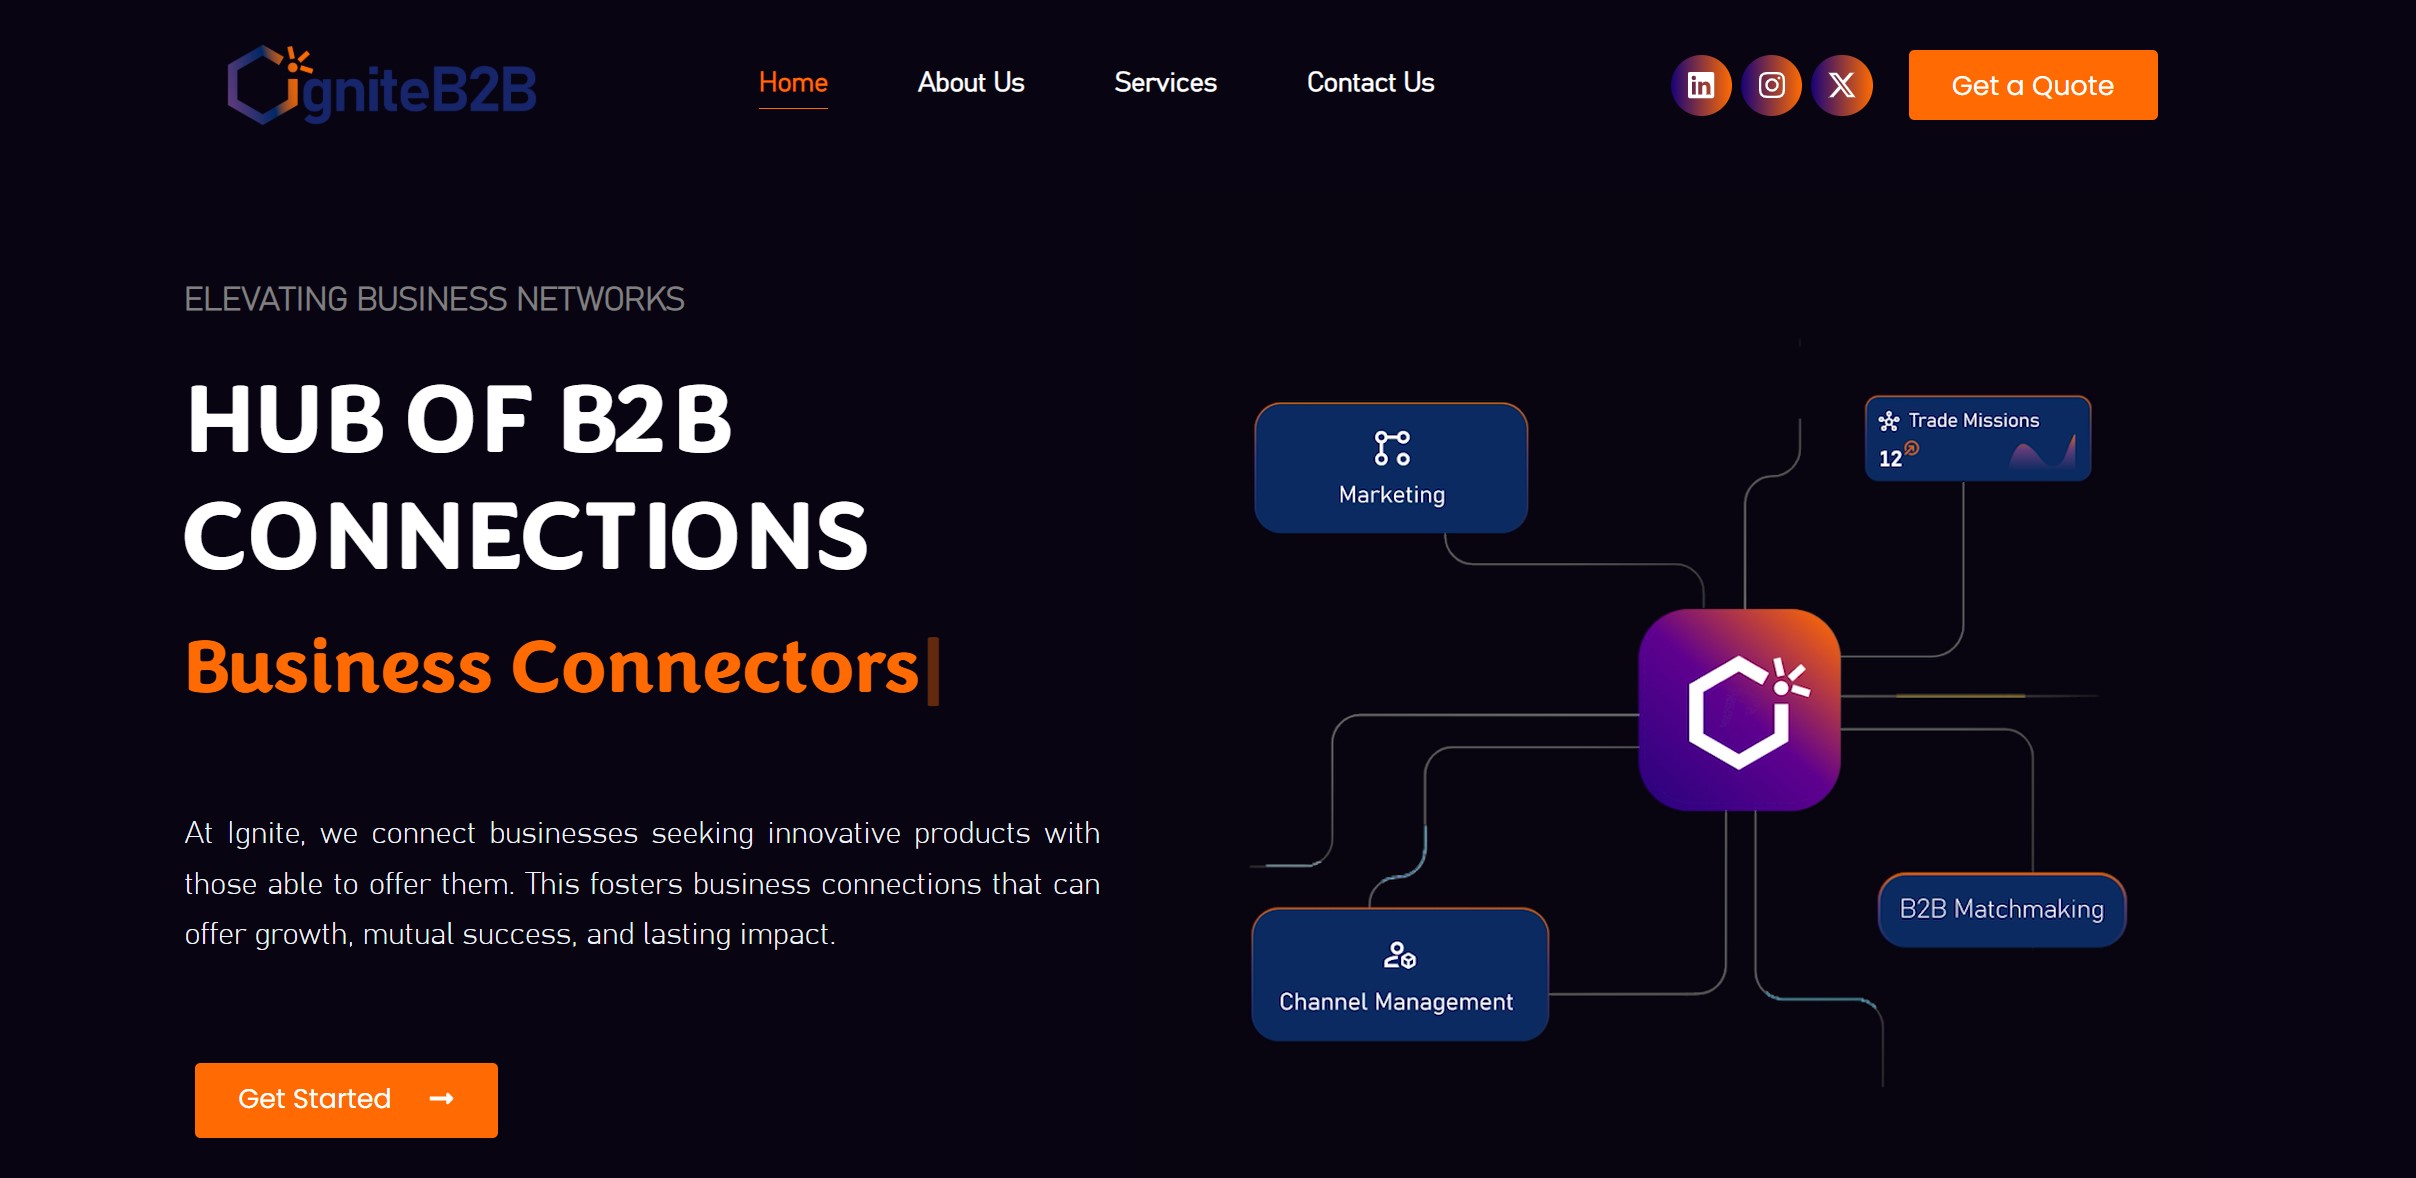 igniteB2B
Home
About Us
Services
Contact Us
Get a Quote
ELEVATING BUSINESS NETWORKS
HUB OF B2B
CONNECTIONS
Business Connectors
At Ignite, we connect businesses seeking innovative products with
those able to offer them. This fosters business connections that can
offer growth, mutual success, and lasting impact.
Get Started
Marketing
Trade Missions
12
B2B Matchmaking
Channel Management